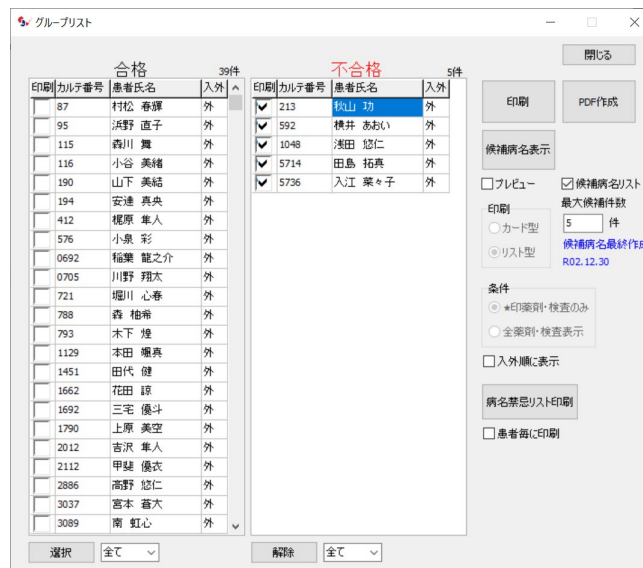 グループリスト
閉じる
合格 39件
印刷 カルテ番号 患者氏名 入外
87 村松 春輝 外
95 浜野 直子 外
115 森川 舞 外
116 小谷 美緒 外
190 山下 美結 外
194 安達 真央 外
412 梶原 隼人 外
576 小泉 彩 外
0692 稲葉 龍之介 外
0705 川野 翔太 外
721 堀川 心春 外
788 森 柚希 外
793 木下 煌 外
1129 本田 颯真 外
1451 田代 健 外
1662 花田 諒 外
1692 三宅 優斗 外
1790 上原 美空 外
2012 吉沢 隼人 外
2112 甲斐 優衣 外
2886 高野 悠仁 外
3037 宮本 蒼大 外
3089 南 虹心 外
選択 全て
不合格 5件
印刷 カルテ番号 患者氏名 入外
213 秋山 功 外
592 横井 あおい 外
1048 浅田 悠仁 外
5714 田島 拓真 外
5736 入江 菜々子 外
解除 全て
印刷 PDF作成
候補病名表示
プレビュー 候補病名リスト
最大候補件数
5 件
印刷
カード型
リスト型
候補病名最終作成
R02.12.30
条件
★印薬剤・検査のみ
全薬剤・検査表示
入外順に表示
病名禁忌リスト印刷
患者毎に印刷